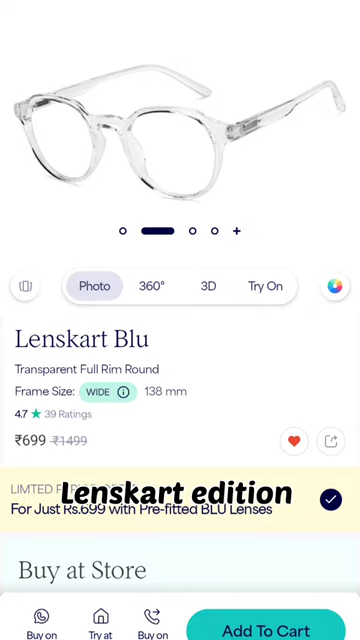 Photo 360° 3D Try On
Lenskart Blu
Transparent Full Rim Round
Frame Size: WIDE 138 mm
4.7 ★ 39 Ratings
₹699 ₹1499
Lenskart edition
For Just Rs.699 with Pre-fitted BLU Lenses
Buy at Store
Buy on Try at Buy on
Add To Cart